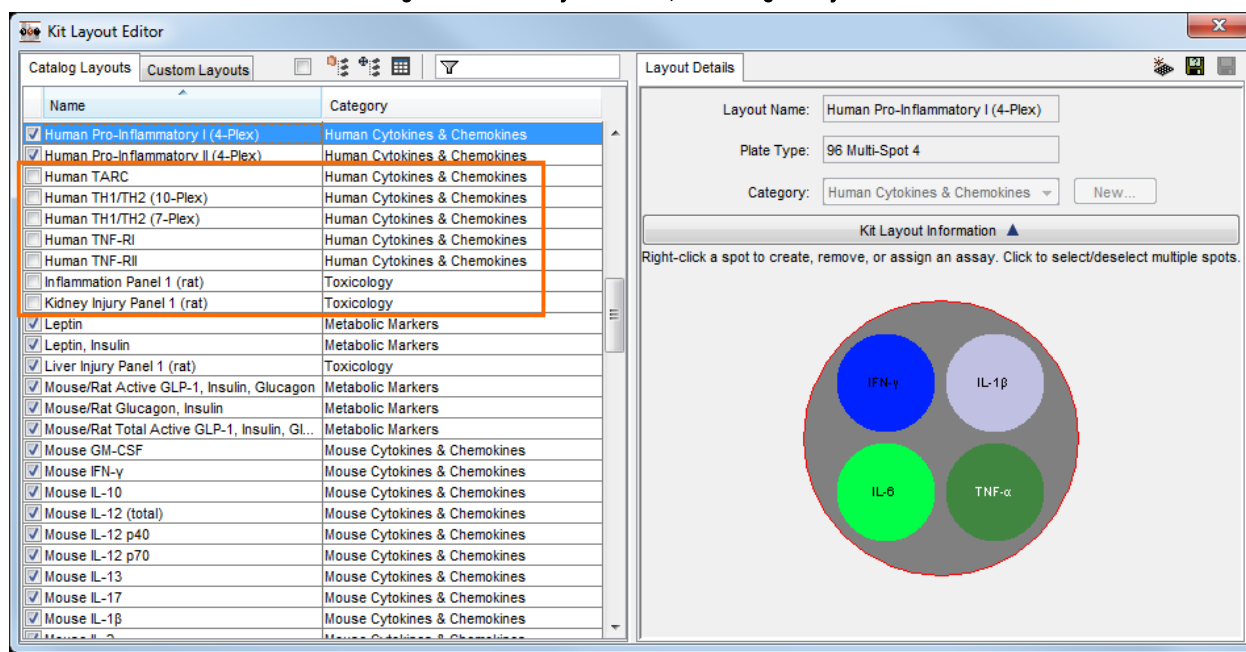 Kit Layout Editor
Catalog Layouts
Custom Layouts
Name
Category
Human Pro-Inflammatory I (4-Plex) Human Cytokines & Chemokines
Human Pro-Inflammatory II (4-Plex) Human Cytokines & Chemokines
Human TARC Human Cytokines & Chemokines
Human TH1/TH2 (10-Plex) Human Cytokines & Chemokines
Human TH1/TH2 (7-Plex) Human Cytokines & Chemokines
Human TNF-RI Human Cytokines & Chemokines
Human TNF-RII Human Cytokines & Chemokines
Inflammation Panel 1 (rat) Toxicology
Kidney Injury Panel 1 (rat) Toxicology
Leptin Metabolic Markers
Leptin, Insulin Metabolic Markers
Liver Injury Panel 1 (rat) Toxicology
Mouse/Rat Active GLP-1, Insulin, Glucagon Metabolic Markers
Mouse/Rat Glucagon, Insulin Metabolic Markers
Mouse/Rat Total Active GLP-1, Insulin, Gl... Metabolic Markers
Mouse GM-CSF Mouse Cytokines & Chemokines
Mouse IFN-γ Mouse Cytokines & Chemokines
Mouse IL-10 Mouse Cytokines & Chemokines
Mouse IL-12 (total) Mouse Cytokines & Chemokines
Mouse IL-12 p40 Mouse Cytokines & Chemokines
Mouse IL-12 p70 Mouse Cytokines & Chemokines
Mouse IL-13 Mouse Cytokines & Chemokines
Mouse IL-17 Mouse Cytokines & Chemokines
Mouse IL-1β Mouse Cytokines & Chemokines
Layout Details
Layout Name: Human Pro-Inflammatory I (4-Plex)
Plate Type: 96 Multi-Spot 4
Category: Human Cytokines & Chemokines New...
Kit Layout Information
Right-click a spot to create, remove, or assign an assay. Click to select/deselect multiple spots.
IFN-γ IL-1β
IL-6 TNF-α